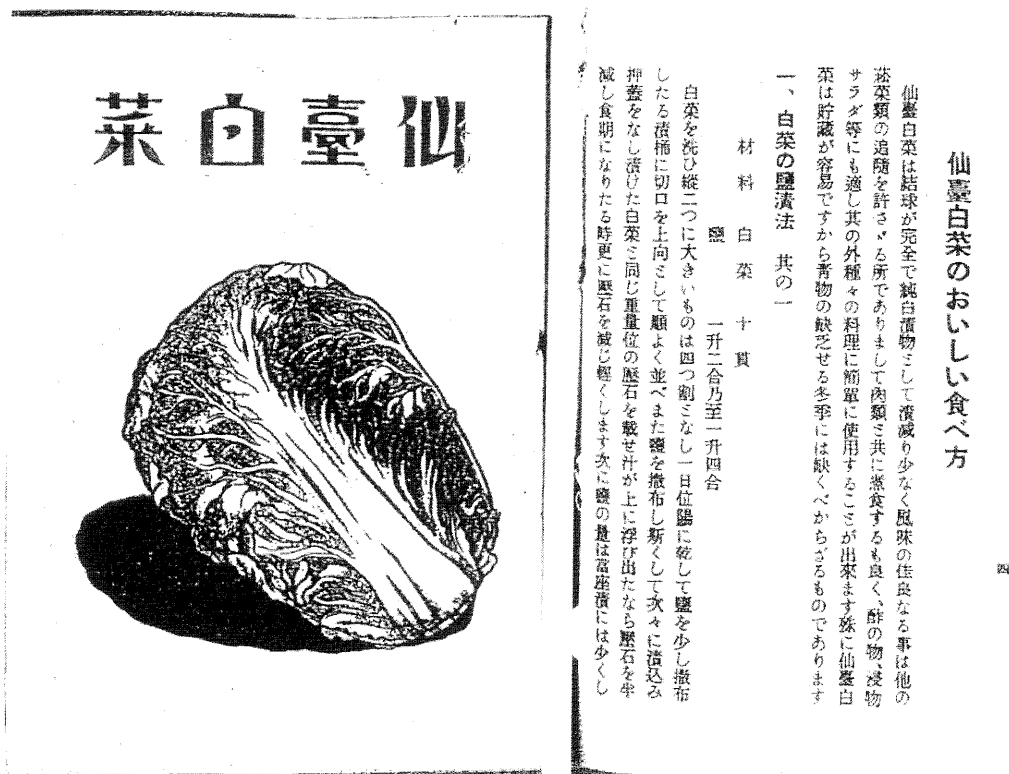 仙臺白菜
仙臺白菜のおいしい食べ方
仙臺白菜は結球が完全で純白漬物として漬減り少なく風味の佳良なる事は他の
菘菜類の追隨を許さゞる所でありまして肉類と共に煮食するも良く、酢の物、浸物
サラダ等にも適し其の外種々の料理に簡單に使用することが出來ます殊に仙臺白
菜は貯藏が容易ですから青物の缺乏せる冬季には缺くべからざるものであります
一、白菜の鹽漬法 其の一
材料 白菜 十貫
鹽 一升二合乃至一升四合
白菜を洗ひ縱二つに大きいものは四つ割となし一日位陽に乾して鹽を少し撒布
したる漬桶に切口を上向として順よく並べまた鹽を撒布し斯くして次々に漬込み
押蓋をなし漬けた白菜と同じ重量位の壓石を載せ汁が上に浮び出たなら壓石を半
減し食期になりたる時更に壓石を減じ輕くします次に鹽の量は當座漬には少くし
四